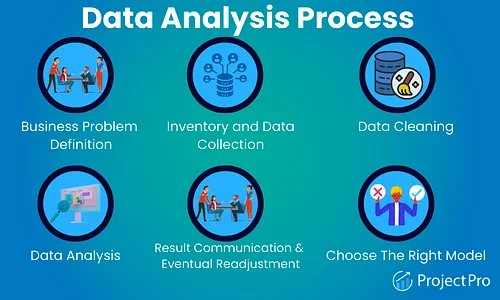 Data Analysis Process
Business Problem
Definition
Inventory and Data
Collection
Data Cleaning
Data Analysis
Result Communication &
Eventual Readjustment
Choose The Right Model
ProjectPro